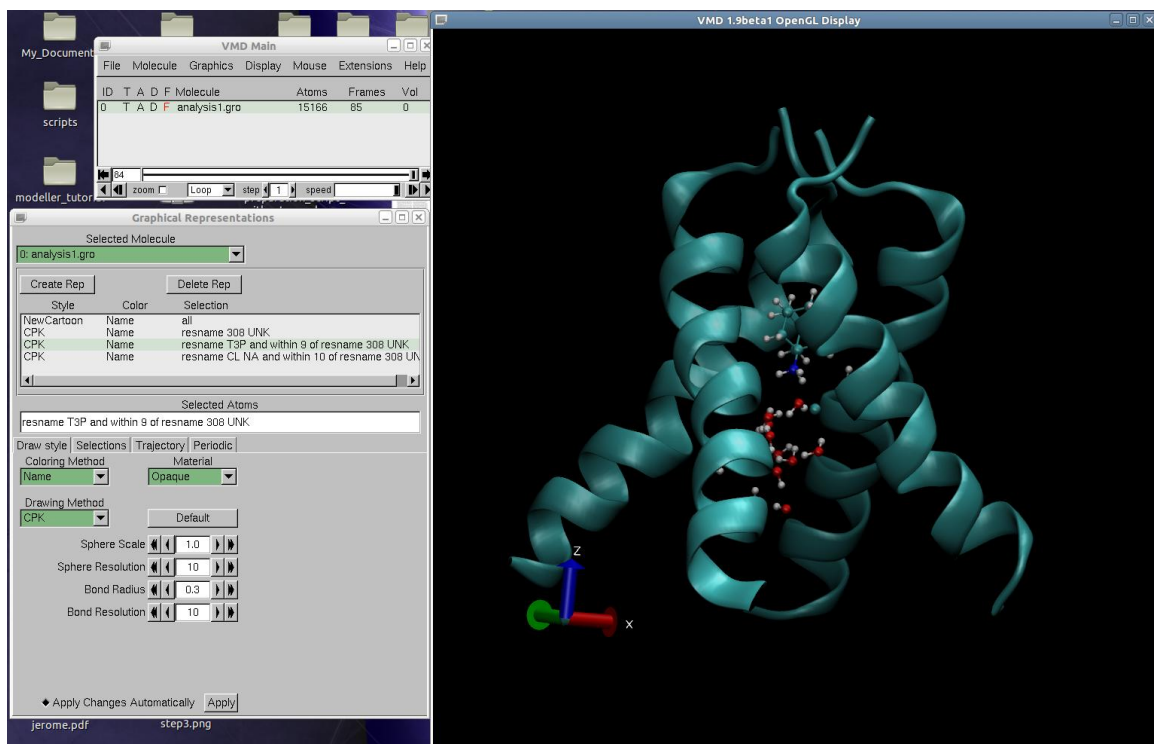 My_Document
scripts
modeller_tutor
VMD Main
File Molecule Graphics Display Mouse Extensions Help
ID T A D F Molecule Atoms Frames Vol
0 T A D F analysis1.gro 15166 85 0
84
zoom Loop step 1 speed
Graphical Representations
Selected Molecule
0: analysis1.gro
Create Rep Delete Rep
Style Color Selection
NewCartoon Name all
CPK Name resname 308 UNK
CPK Name resname T3P and within 9 of resname 308 UNK
CPK Name resname CL NA and within 10 of resname 308 UN
Selected Atoms
resname T3P and within 9 of resname 308 UNK
Draw style Selections Trajectory Periodic
Coloring Method Material
Name Opaque
Drawing Method
CPK Default
Sphere Scale 1.0
Sphere Resolution 10
Bond Radius 0.3
Bond Resolution 10
Apply Changes Automatically Apply
jerome.pdf step3.png
VMD 1.9beta1 OpenGL Display
Z
X